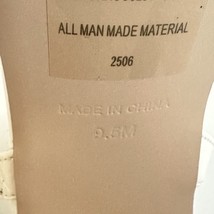 ALL MAN MADE MATERIAL
2506
MADE IN CHINA
9.5M